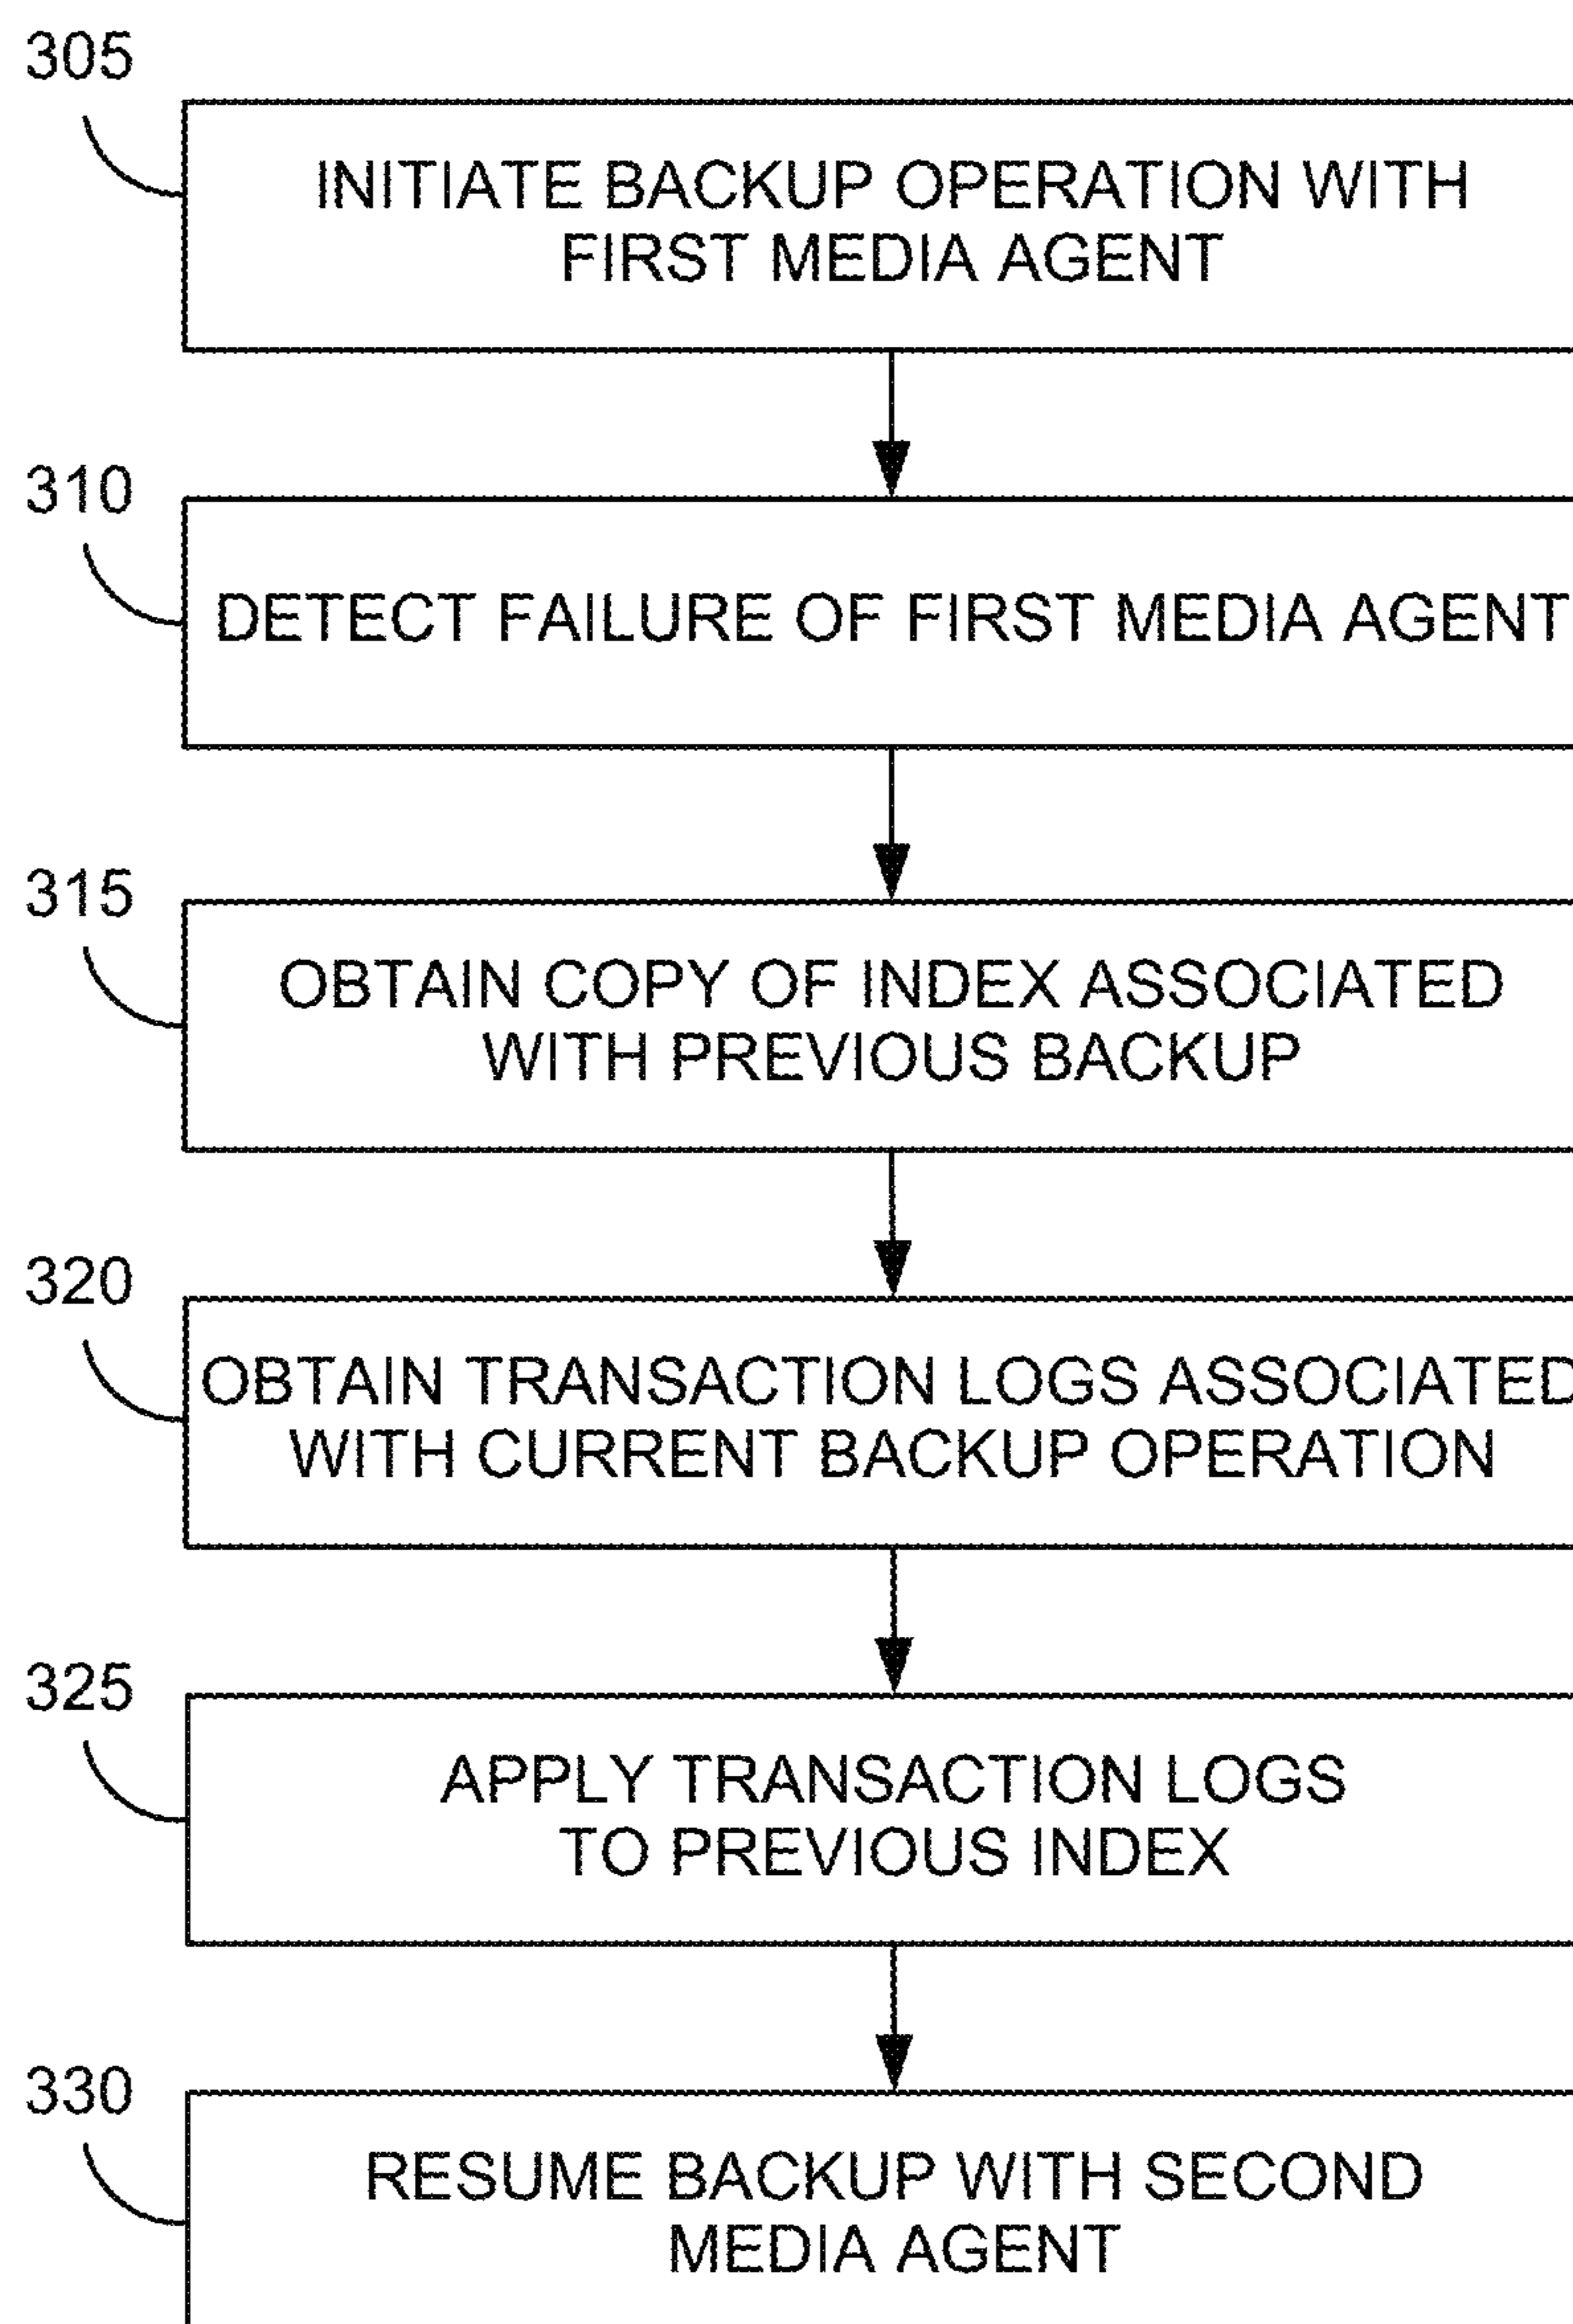 305
INITIATE BACKUP OPERATION WITH
FIRST MEDIA AGENT
310
DETECT FAILURE OF FIRST MEDIA AGENT
315
OBTAIN COPY OF INDEX ASSOCIATED
WITH PREVIOUS BACKUP
320
OBTAIN TRANSACTION LOGS ASSOCIATED
WITH CURRENT BACKUP OPERATION
325
APPLY TRANSACTION LOGS
TO PREVIOUS INDEX
330
RESUME BACKUP WITH SECOND
MEDIA AGENT